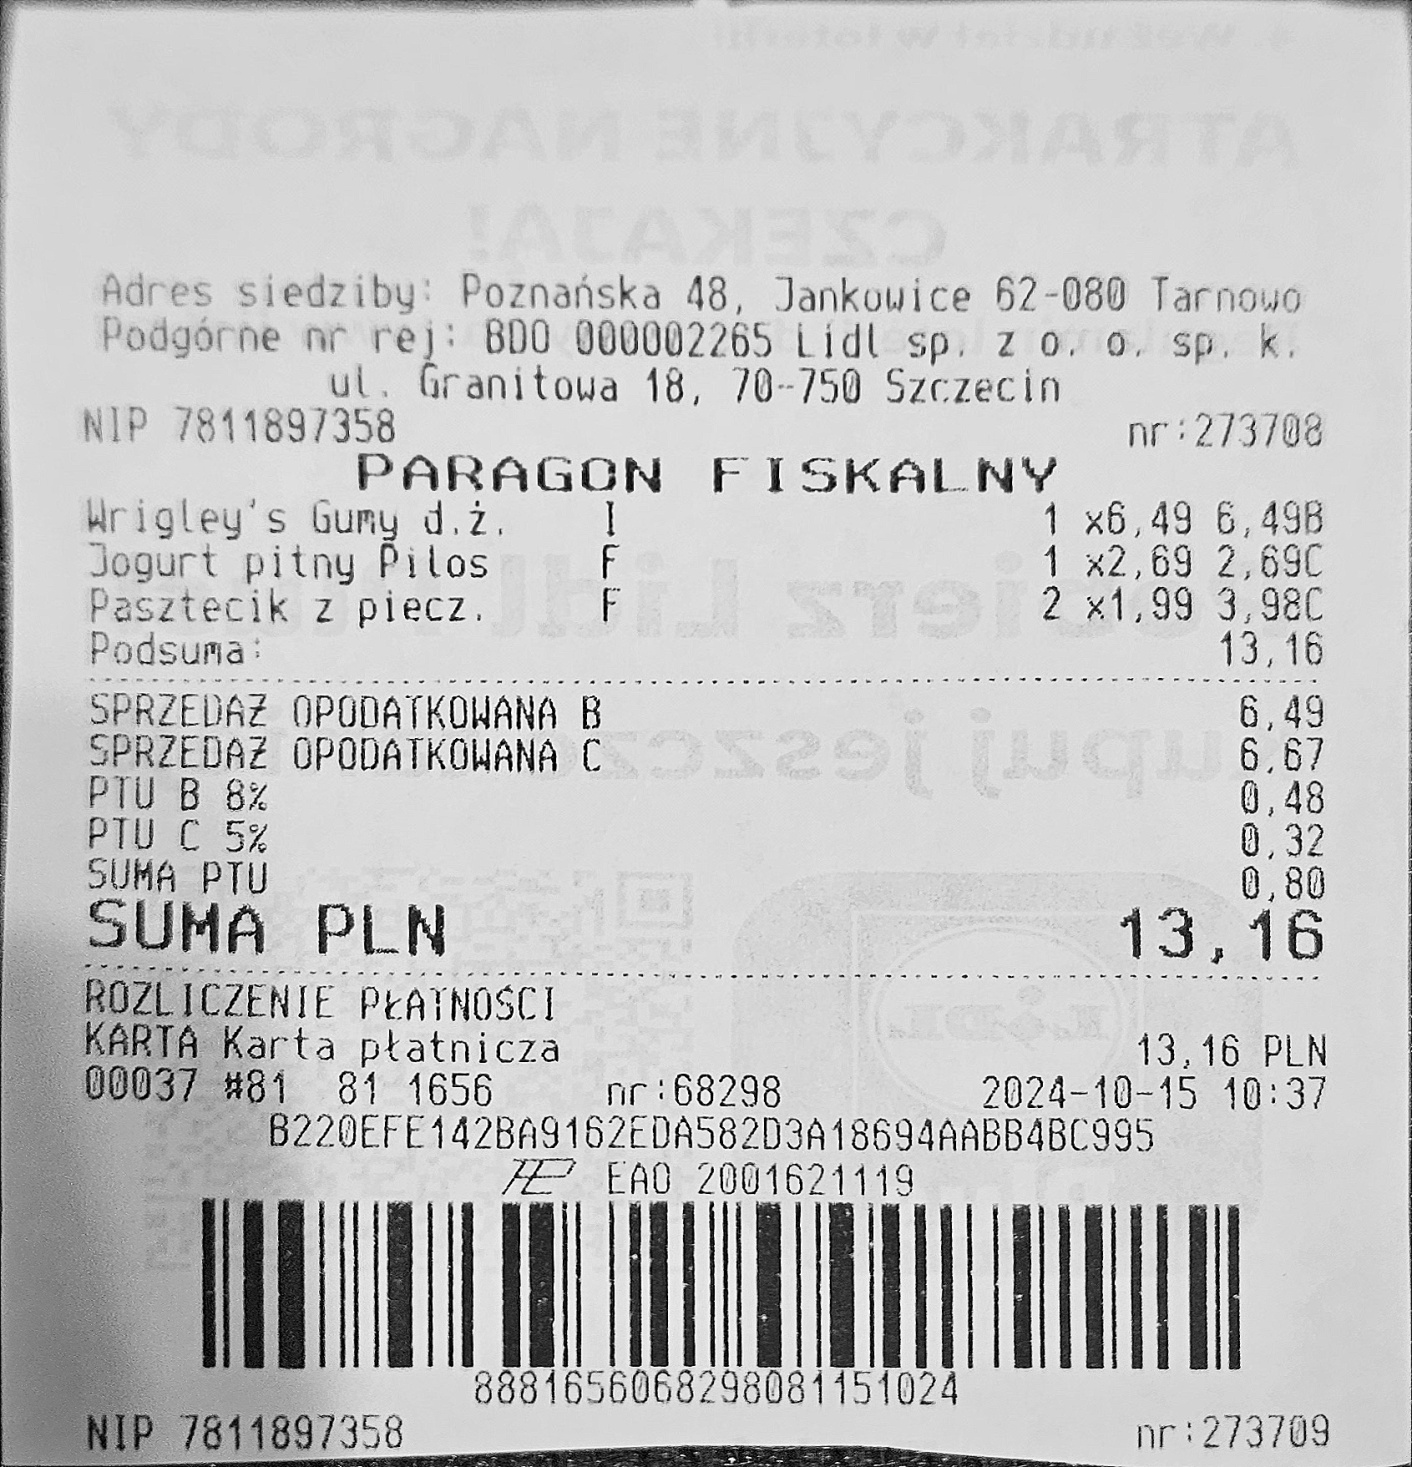 Adres siedziby: Poznańska 48, Jankowice 62-080 Tarnowo
Podgórne nr rej: BDO 000002265 Lidl sp. z o. o. sp. k.
ul. Granitowa 18, 70-750 Szczecin
NIP 7811897358 nr:273708
PARAGON FISKALNY
Wrigley's Gumy d.ż. I 1 x6,49 6,49B
Jogurt pitny Pilos F 1 x2,69 2,69C
Pasztecik z piecz. F 2 x1,99 3,98C
Podsuma: 13,16
SPRZEDAŻ OPODATKOWANA B 6,49
SPRZEDAŻ OPODATKOWANA C 6,67
PTU B 8% 0,48
PTU C 5% 0,32
SUMA PTU 0,80
SUMA PLN 13,16
ROZLICZENIE PŁATNOŚCI
KARTA Karta płatnicza 13,16 PLN
00037 #81 81 1656 nr:68298 2024-10-15 10:37
B220EFE142BA9162EDA582D3A18694AABB4BC995
EAO 2001621119
8881656068298081151024
NIP 7811897358 nr:273709